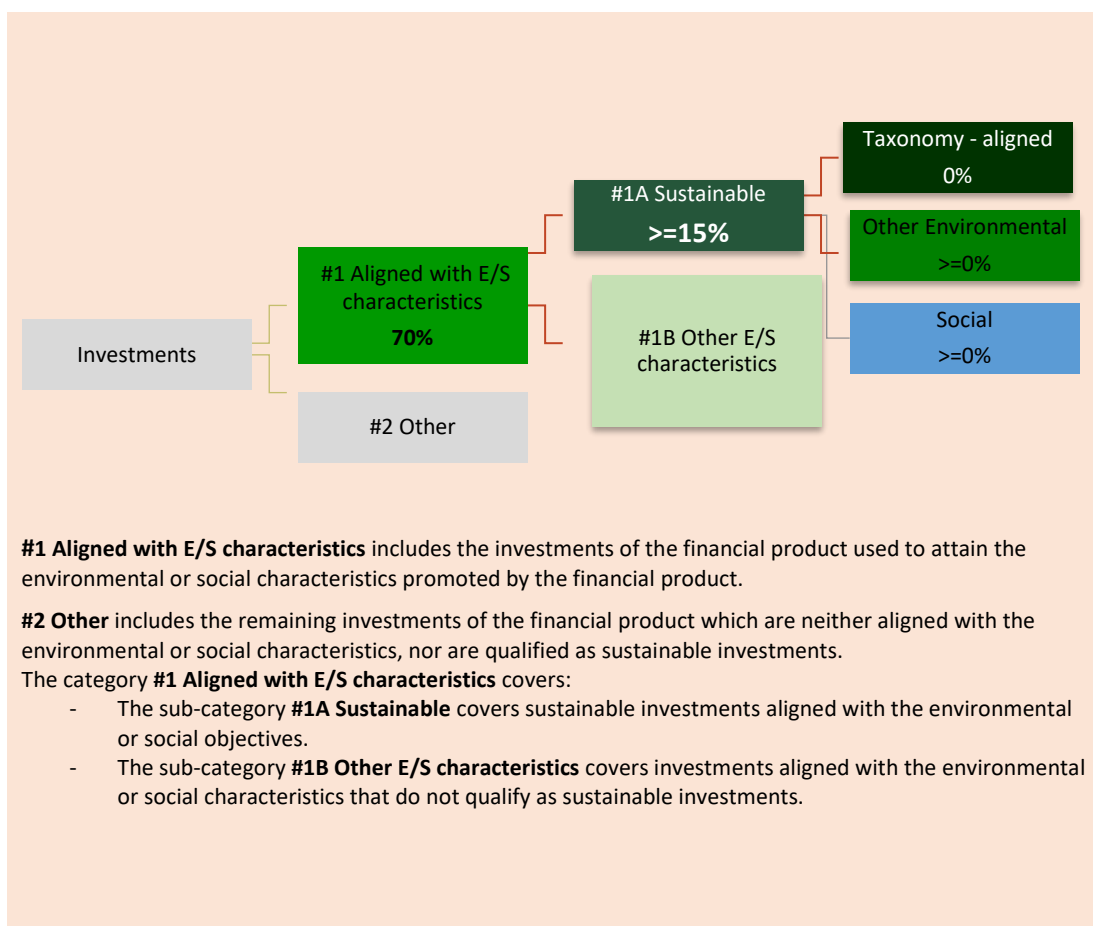 Taxonomy - aligned
0%
#1A Sustainable
>=15%
Other Environmental
>=0%
#1 Aligned with E/S
characteristics
70%
Social
>=0%
#1B Other E/S
characteristics
Investments
#2 Other
#1 Aligned with E/S characteristics includes the investments of the financial product used to attain the
environmental or social characteristics promoted by the financial product.
#2 Other includes the remaining investments of the financial product which are neither aligned with the
environmental or social characteristics, nor are qualified as sustainable investments.
The category #1 Aligned with E/S characteristics covers:
- The sub-category #1A Sustainable covers sustainable investments aligned with the environmental
or social objectives.
- The sub-category #1B Other E/S characteristics covers investments aligned with the environmental
or social characteristics that do not qualify as sustainable investments.